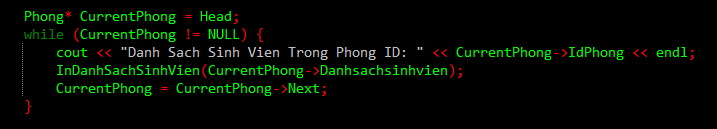 Phong* CurrentPhong = Head;
while (CurrentPhong != NULL) {
cout << "Danh Sach Sinh Vien Trong Phong ID: " << CurrentPhong->IdPhong << endl;
InDanhSachSinhVien(CurrentPhong->Danhsachsinhvien);
CurrentPhong = CurrentPhong->Next;
}